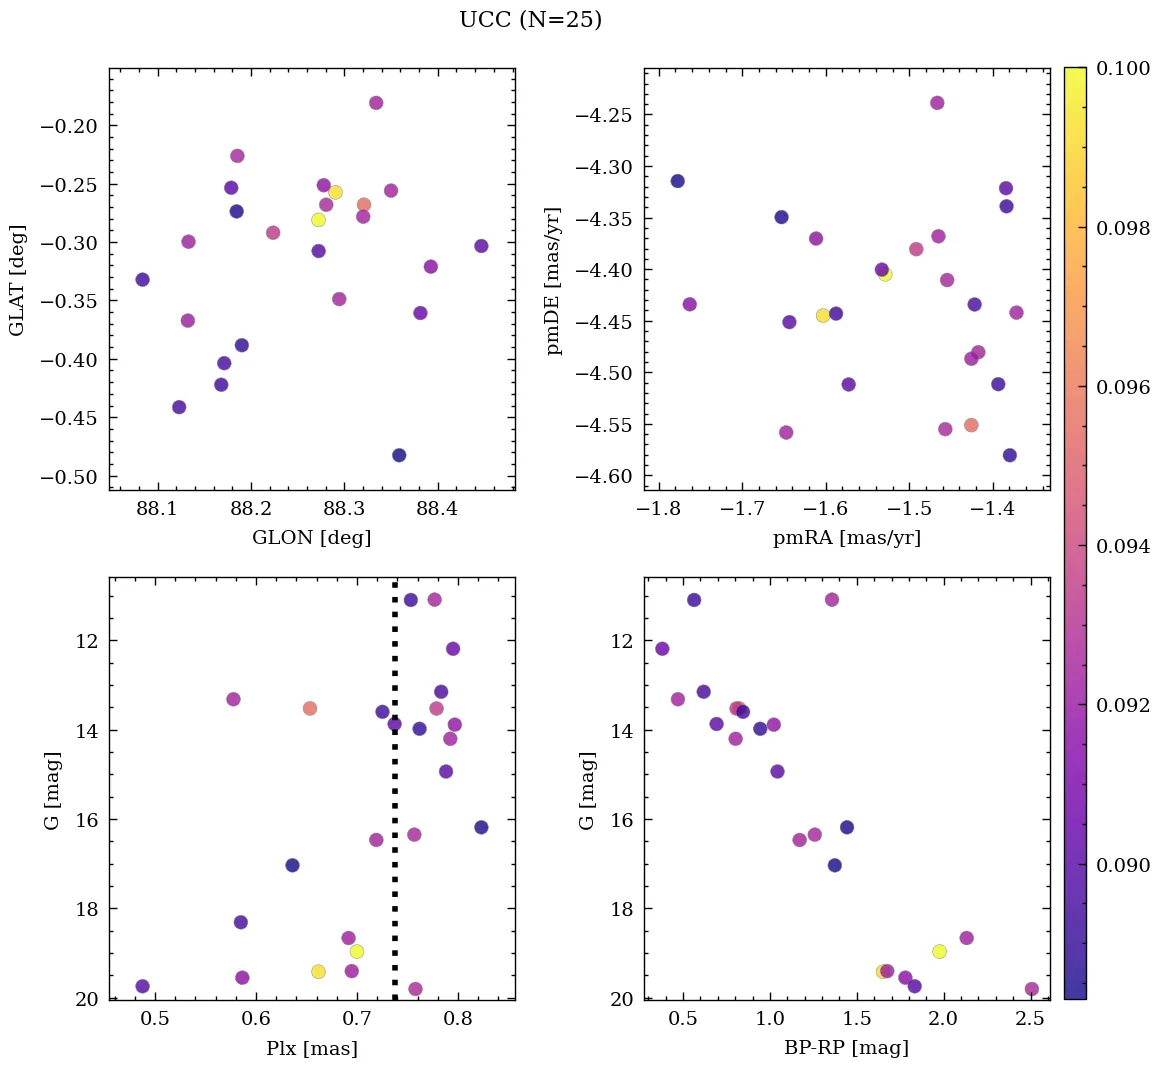 UCC (N=25)
−0.20
−0.25
−0.30
−0.35
−0.40
−0.45
−0.50
GLAT [deg]
88.1 88.2 88.3 88.4
GLON [deg]
−4.25
−4.30
−4.35
−4.40
−4.45
−4.50
−4.55
−4.60
pmDE [mas/yr]
−1.8 −1.7 −1.6 −1.5 −1.4
pmRA [mas/yr]
12
14
16
18
20
G [mag]
0.5 0.6 0.7 0.8
Plx [mas]
12
14
16
18
20
G [mag]
0.5 1.0 1.5 2.0 2.5
BP-RP [mag]
0.100
0.098
0.096
0.094
0.092
0.090